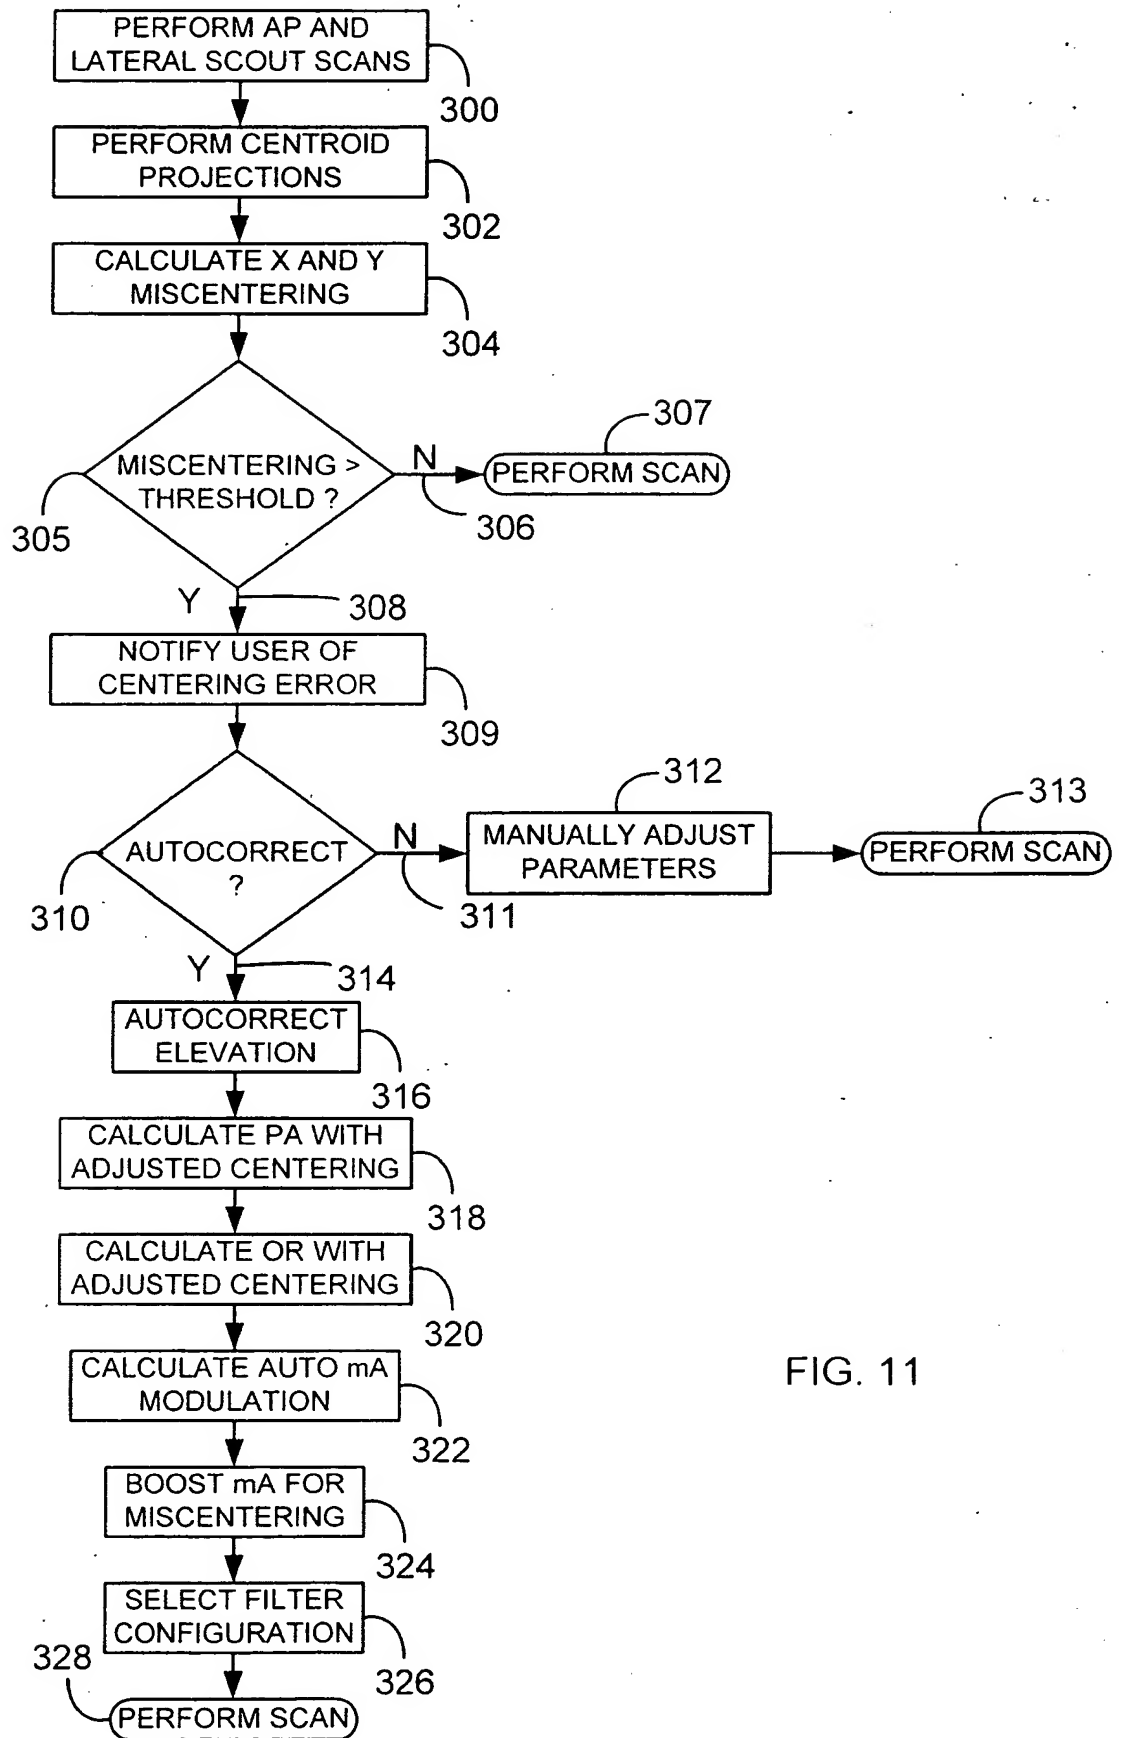 PERFORM AP AND
LATERAL SCOUT SCANS
300
PERFORM CENTROID
PROJECTIONS
302
CALCULATE X AND Y
MISCENTERING
304
MISCENTERING >
THRESHOLD ?
305
N
306
307
PERFORM SCAN
Y
308
NOTIFY USER OF
CENTERING ERROR
309
AUTOCORRECT
?
310
N
311
312
MANUALLY ADJUST
PARAMETERS
313
PERFORM SCAN
Y
314
AUTOCORRECT
ELEVATION
316
CALCULATE PA WITH
ADJUSTED CENTERING
318
CALCULATE OR WITH
ADJUSTED CENTERING
320
CALCULATE AUTO mA
MODULATION
322
BOOST mA FOR
MISCENTERING
324
SELECT FILTER
CONFIGURATION
326
328
PERFORM SCAN
FIG. 11